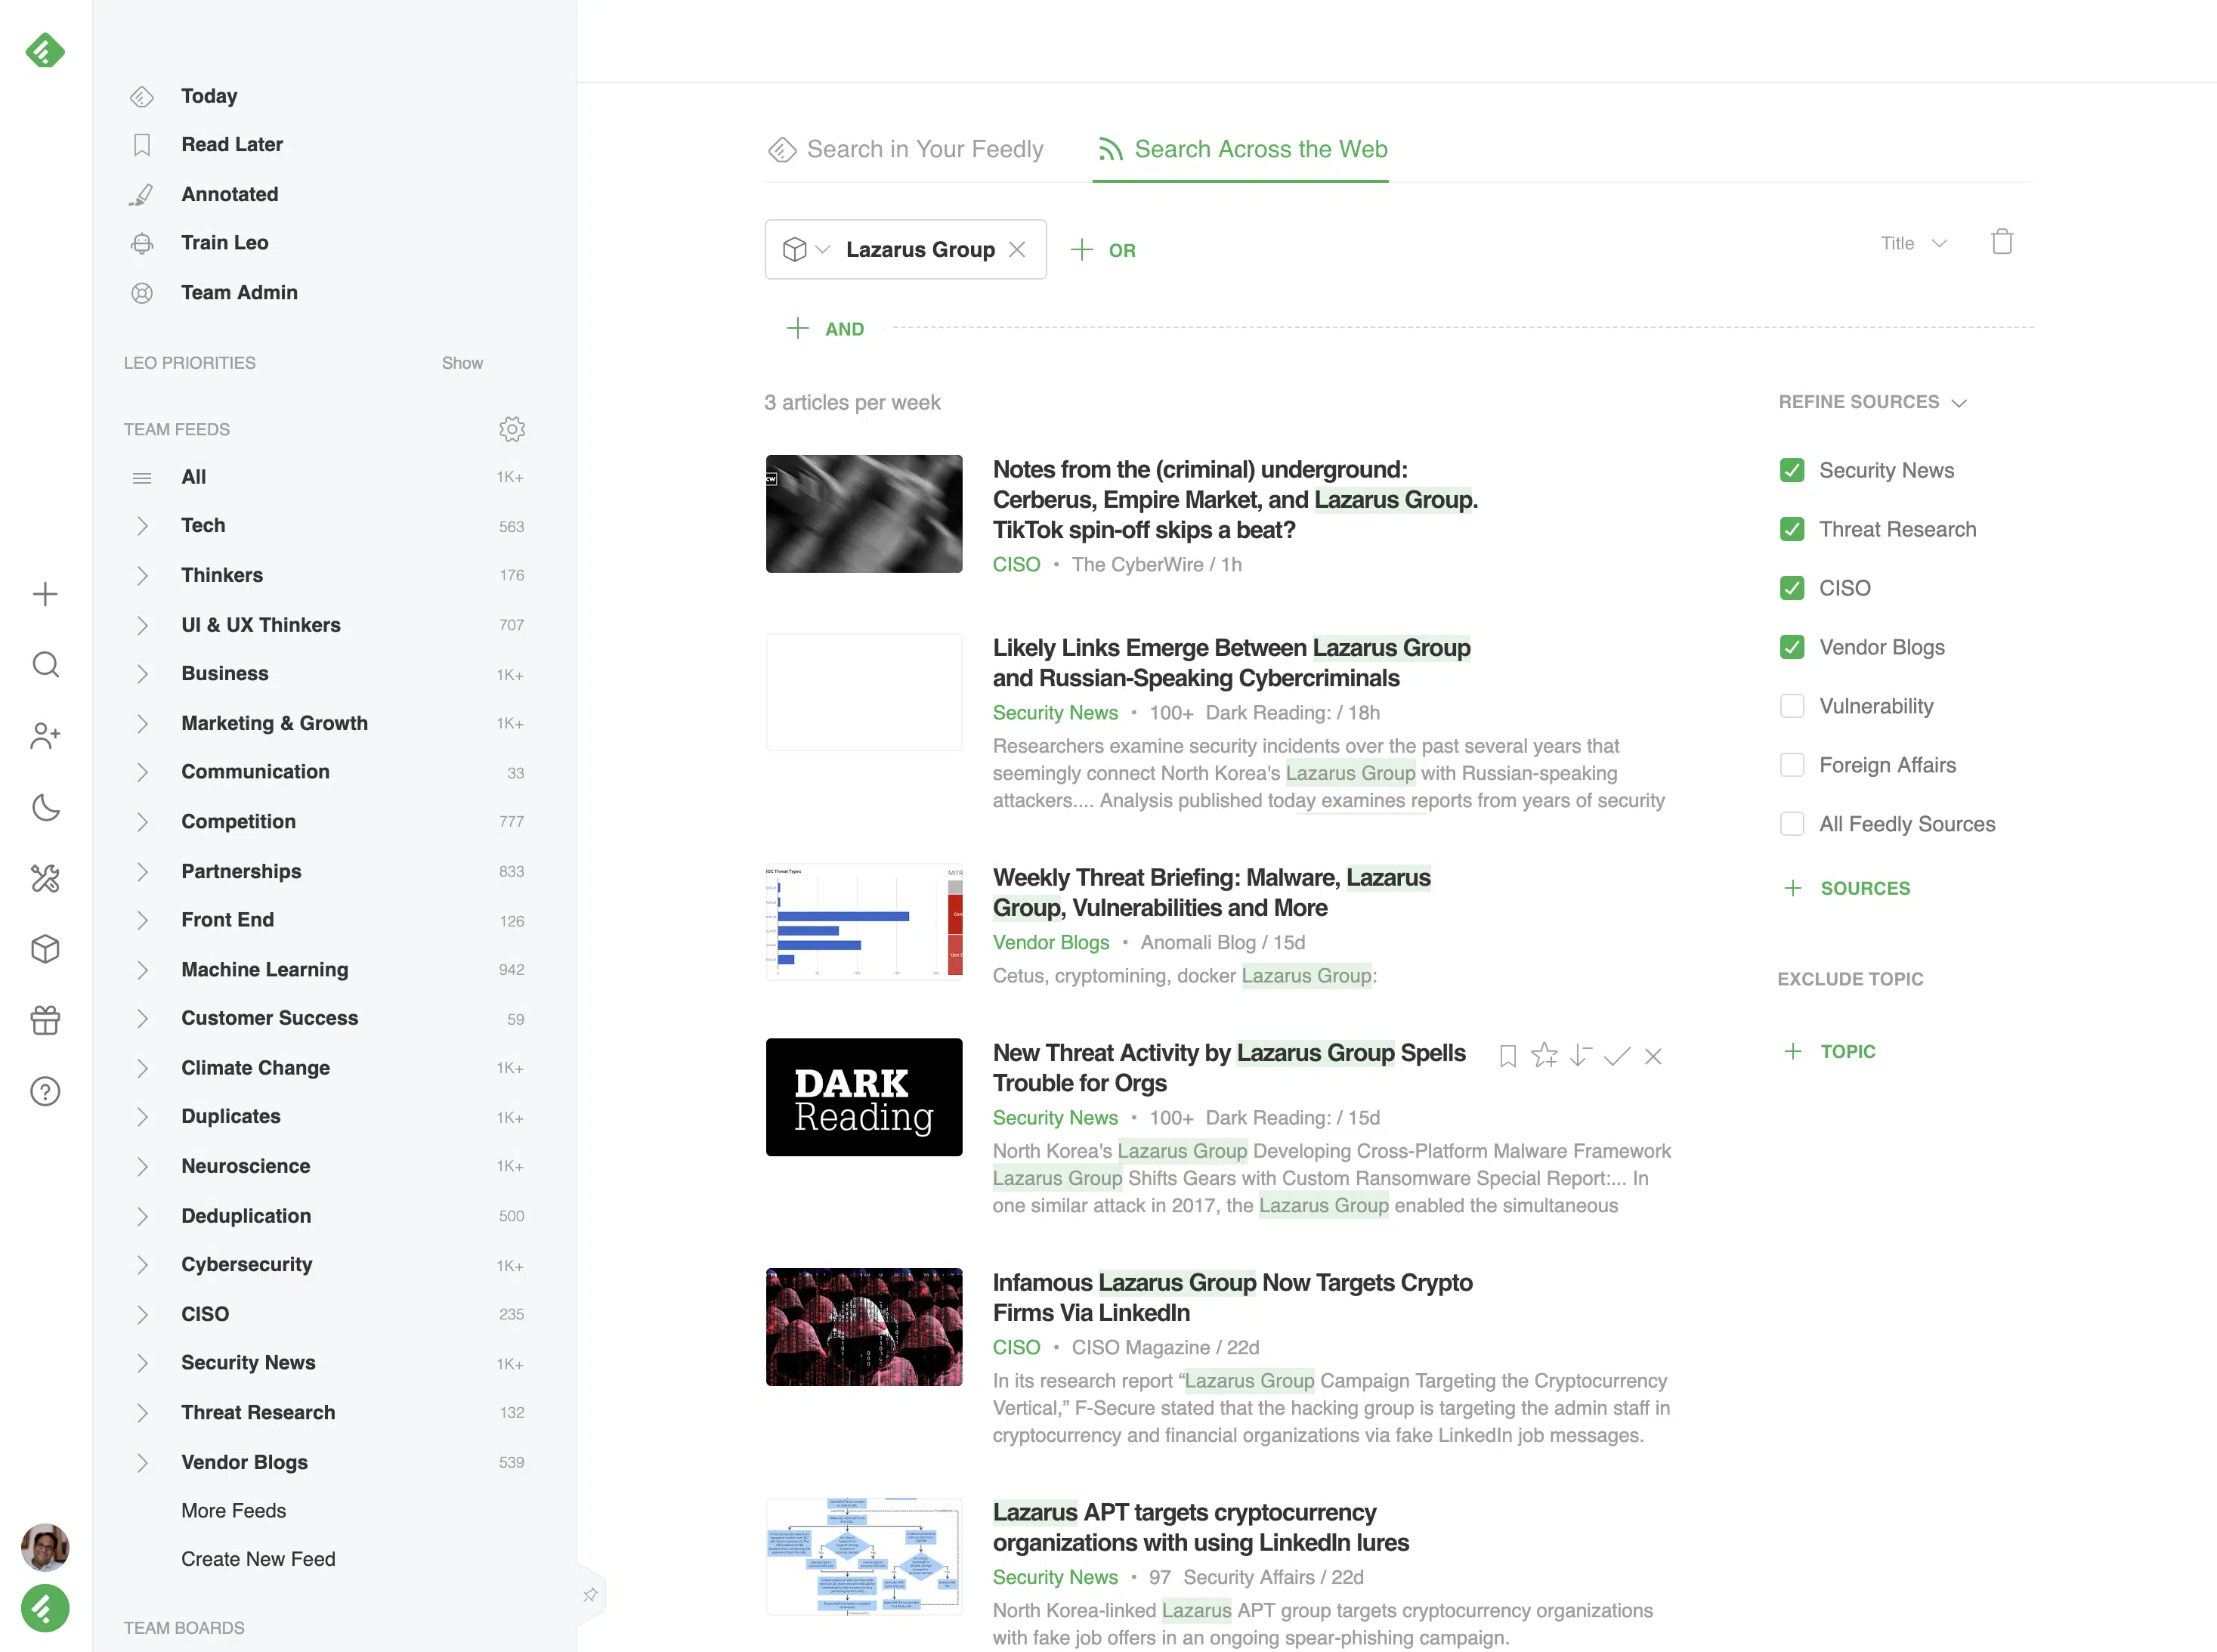 Today
Read Later
Annotated
Train Leo
Team Admin
LEO PRIORITIES Show
TEAM FEEDS
All 1K+
Tech 563
Thinkers 176
UI & UX Thinkers 707
Business 1K+
Marketing & Growth 1K+
Communication 33
Competition 777
Partnerships 833
Front End 126
Machine Learning 942
Customer Success 59
Climate Change 1K+
Duplicates 1K+
Neuroscience 1K+
Deduplication 500
Cybersecurity 1K+
CISO 235
Security News 1K+
Threat Research 132
Vendor Blogs 539
More Feeds
Create New Feed
TEAM BOARDS
Search in Your Feedly Search Across the Web
Lazarus Group + OR Title
+ AND
3 articles per week
Notes from the (criminal) underground:
Cerberus, Empire Market, and Lazarus Group.
TikTok spin-off skips a beat?
CISO • The CyberWire / 1h
Likely Links Emerge Between Lazarus Group
and Russian-Speaking Cybercriminals
Security News • 100+ Dark Reading: / 18h
Researchers examine security incidents over the past several years that
seemingly connect North Korea's Lazarus Group with Russian-speaking
attackers.... Analysis published today examines reports from years of security
IOC Threat Types
MITR
Weekly Threat Briefing: Malware, Lazarus
Group, Vulnerabilities and More
Vendor Blogs • Anomali Blog / 15d
Cetus, cryptomining, docker Lazarus Group:
DARK
Reading
New Threat Activity by Lazarus Group Spells
Trouble for Orgs
Security News • 100+ Dark Reading: / 15d
North Korea's Lazarus Group Developing Cross-Platform Malware Framework
Lazarus Group Shifts Gears with Custom Ransomware Special Report:... In
one similar attack in 2017, the Lazarus Group enabled the simultaneous
Infamous Lazarus Group Now Targets Crypto
Firms Via LinkedIn
CISO • CISO Magazine / 22d
In its research report “Lazarus Group Campaign Targeting the Cryptocurrency
Vertical,” F-Secure stated that the hacking group is targeting the admin staff in
cryptocurrency and financial organizations via fake LinkedIn job messages.
Lazarus APT targets cryptocurrency
organizations with using LinkedIn lures
Security News • 97 Security Affairs / 22d
North Korea-linked Lazarus APT group targets cryptocurrency organizations
with fake job offers in an ongoing spear-phishing campaign.
REFINE SOURCES
Security News
Threat Research
CISO
Vendor Blogs
Vulnerability
Foreign Affairs
All Feedly Sources
+ SOURCES
EXCLUDE TOPIC
+ TOPIC